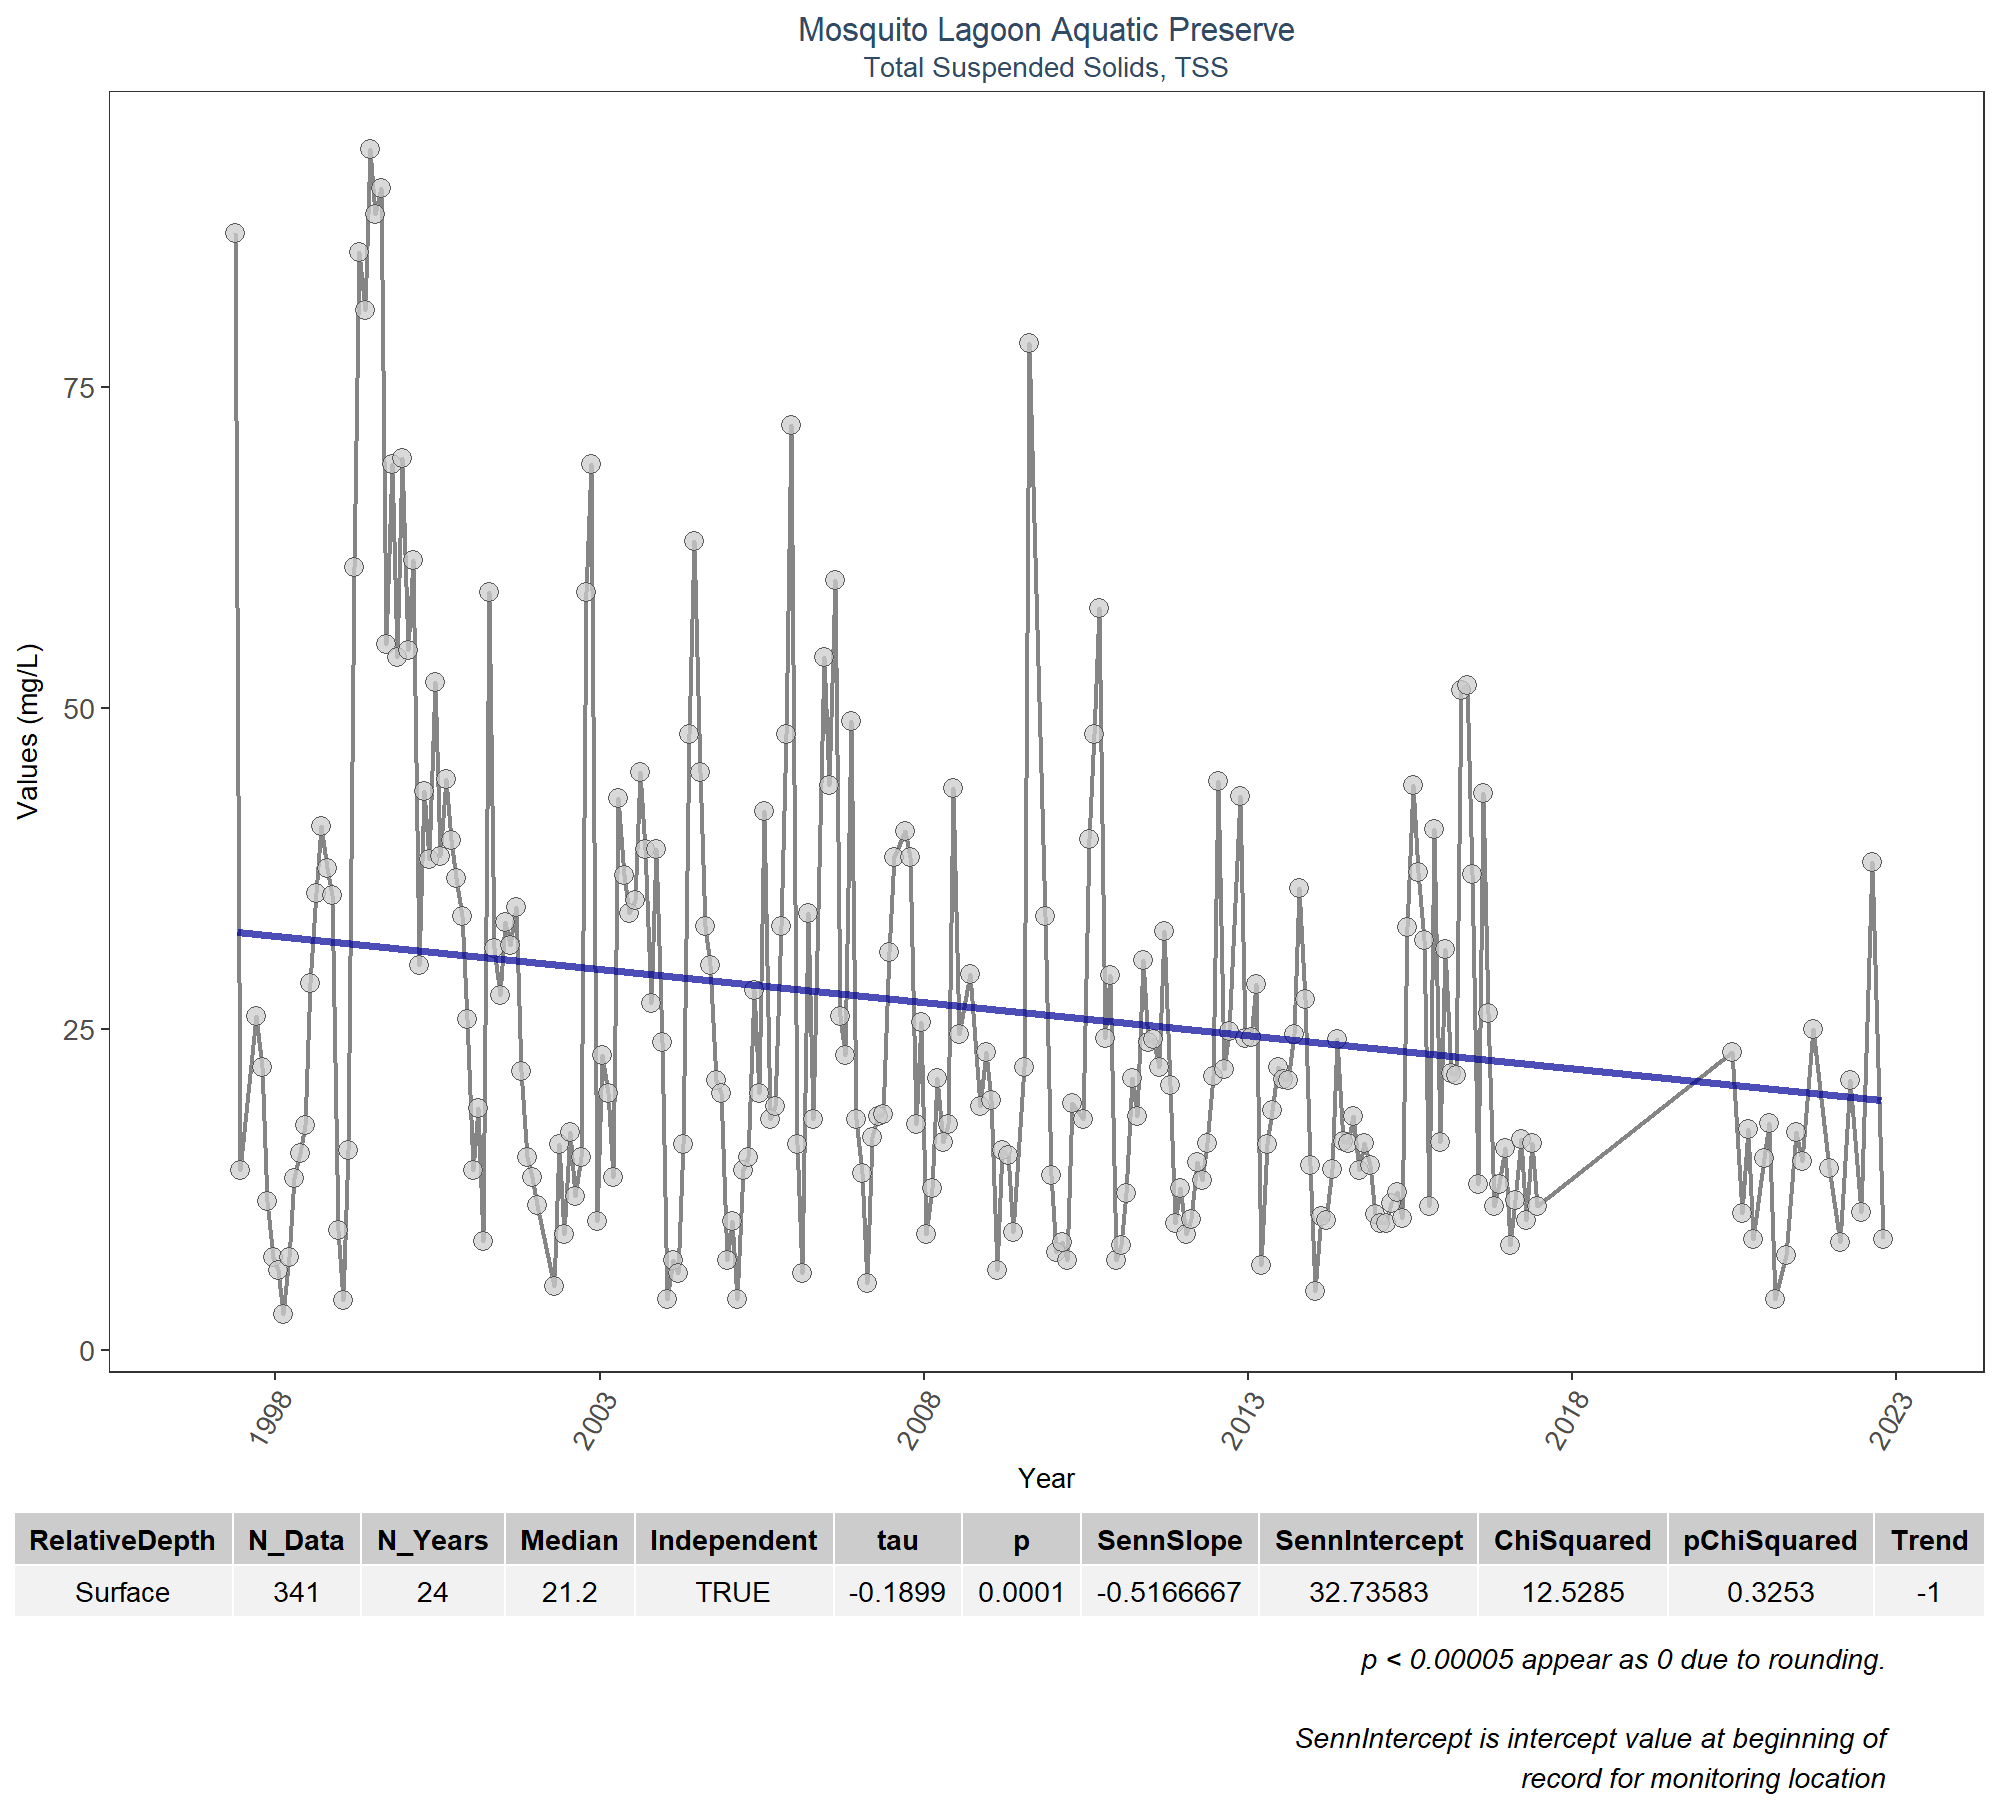 Mosquito Lagoon Aquatic Preserve
Total Suspended Solids, TSS
Values (mg/L)
75
50
25
0
1998 2003 2008 2013 2018 2023
Year
RelativeDepth N_Data N_Years Median Independent tau p SennSlope SennIntercept ChiSquared pChiSquared Trend
Surface 341 24 21.2 TRUE -0.1899 0.0001 -0.5166667 32.73583 12.5285 0.3253 -1
p < 0.00005 appear as 0 due to rounding.
SennIntercept is intercept value at beginning of
record for monitoring location